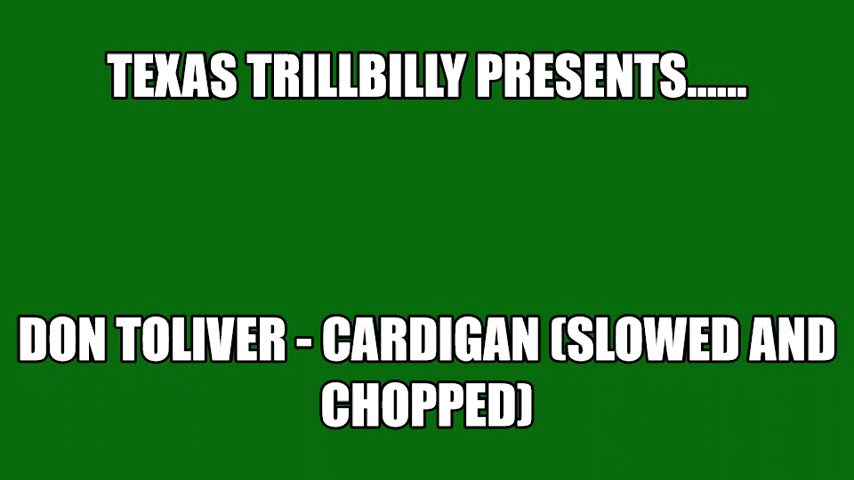 TEXAS TRILLBILLY PRESENTS......
DON TOLIVER - CARDIGAN (SLOWED AND
CHOPPED)